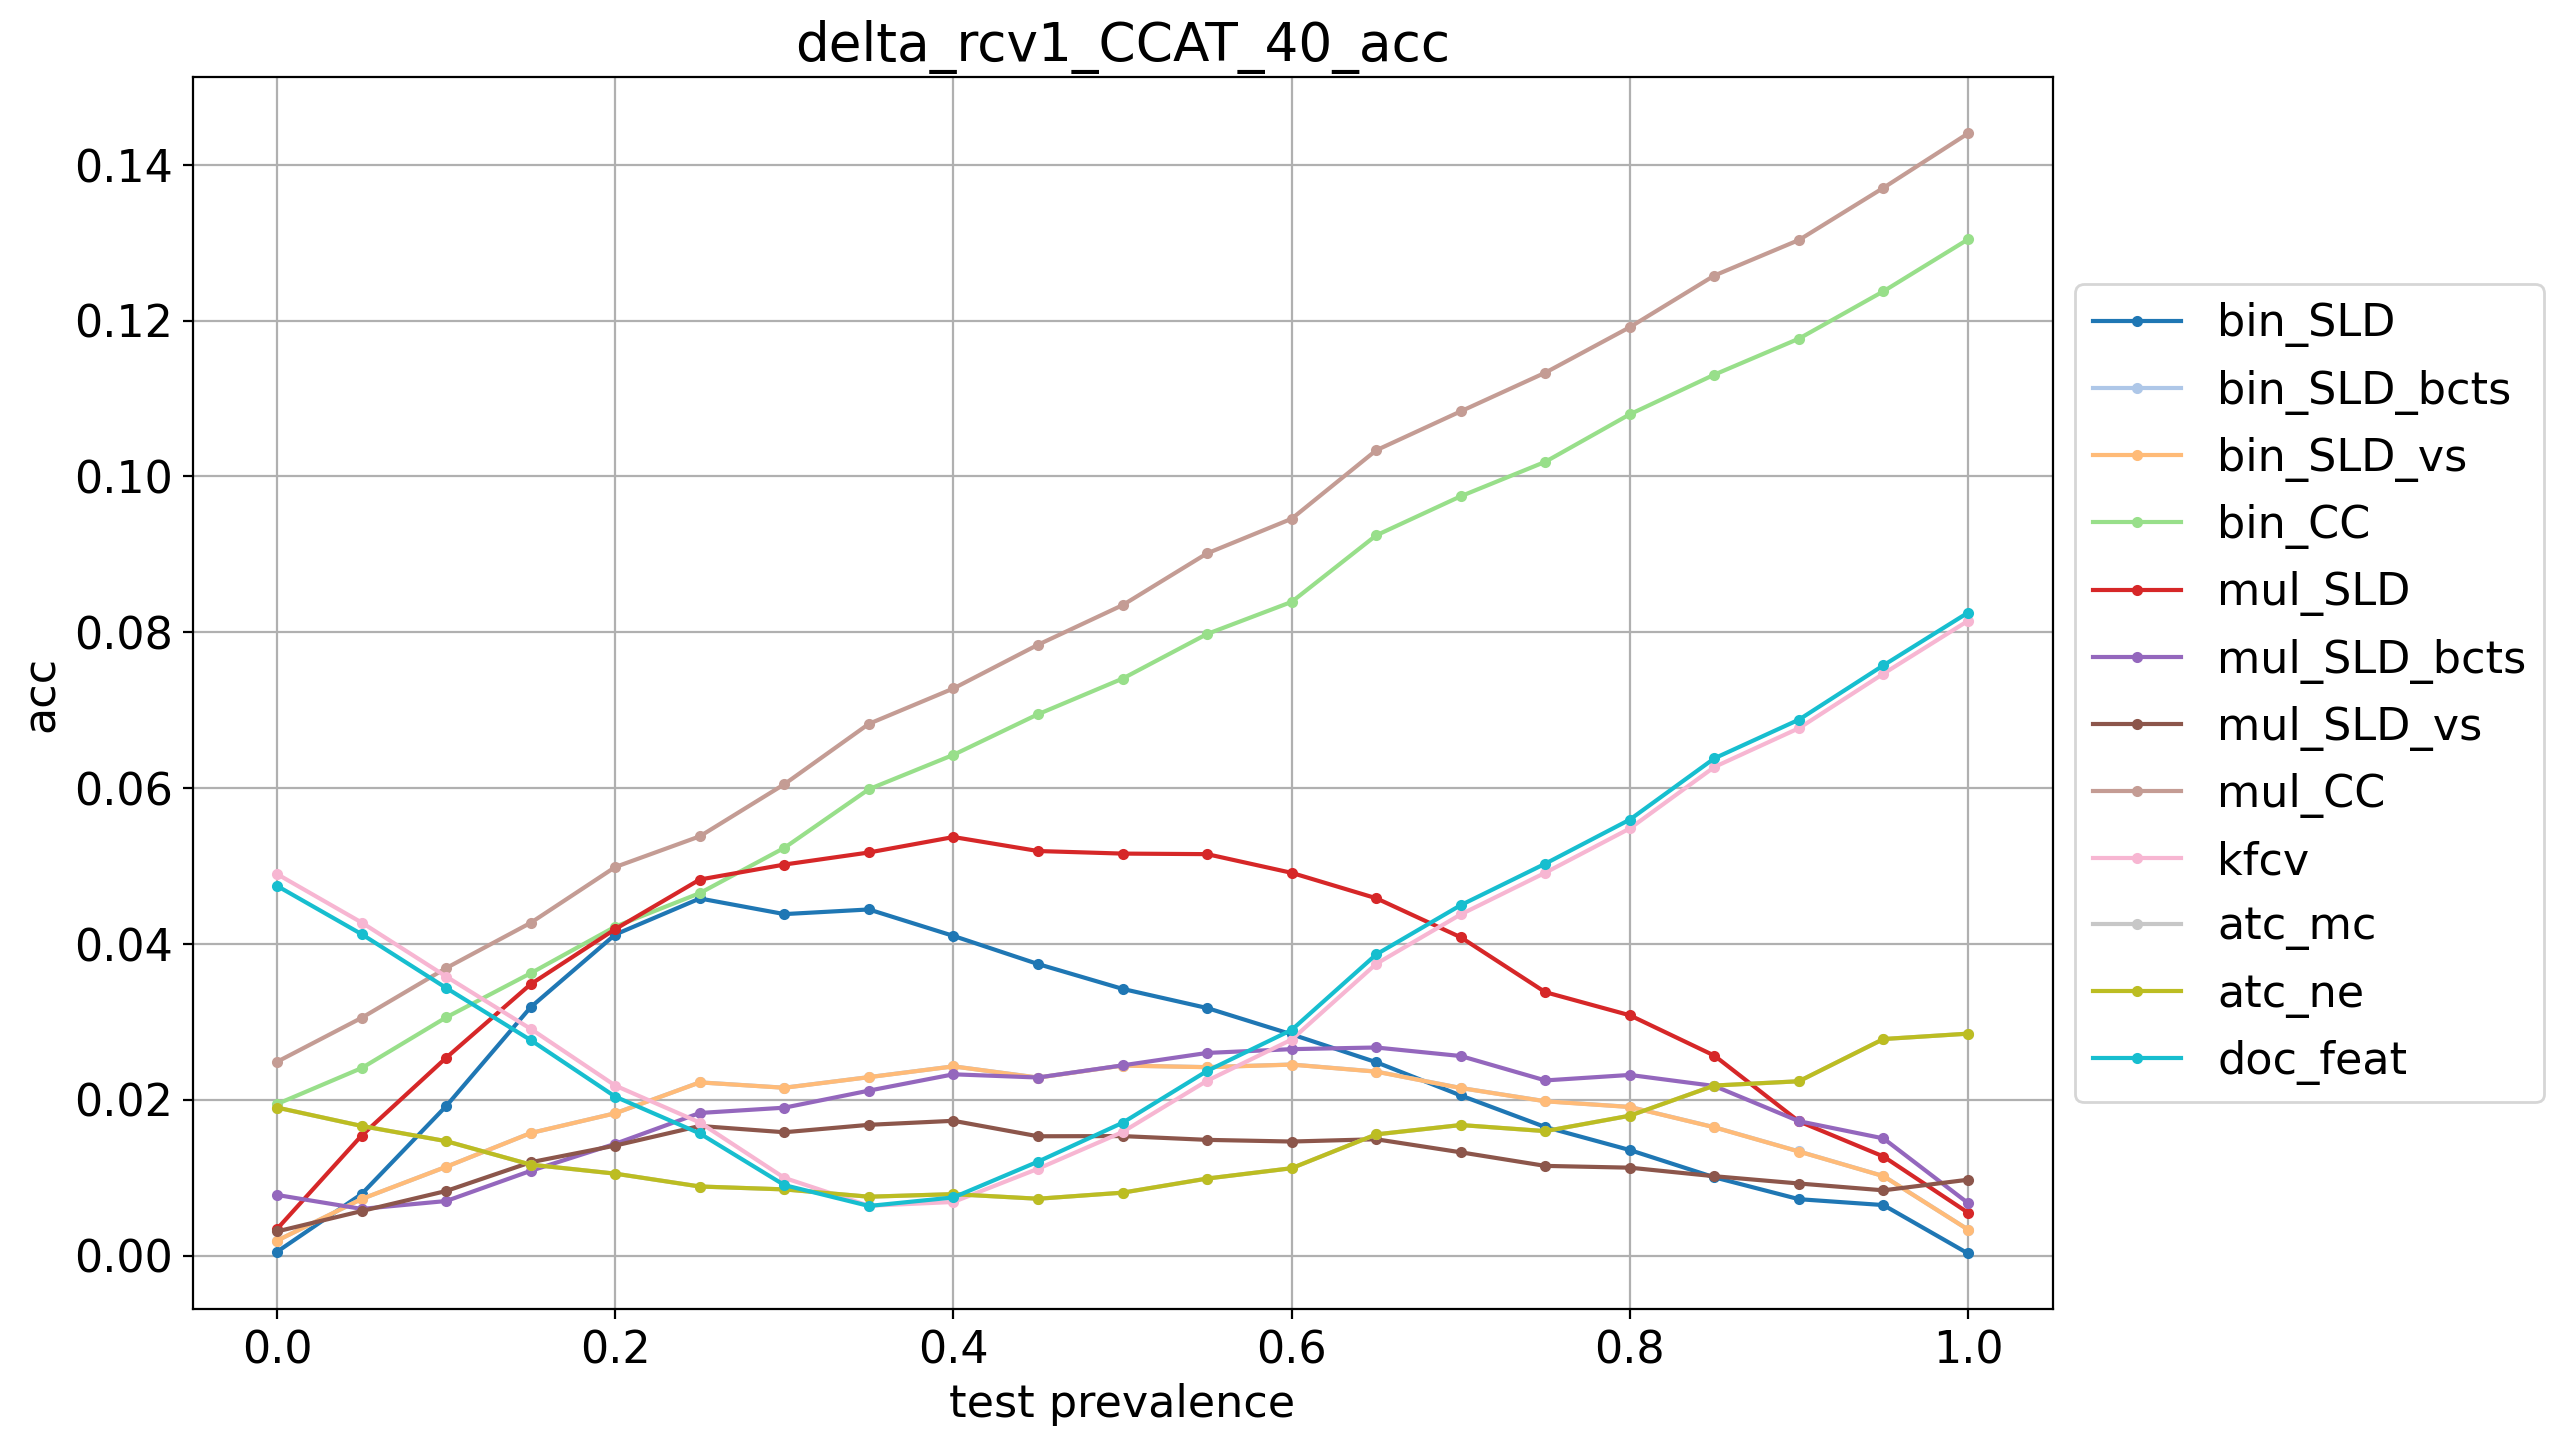 delta_rcv1_CCAT_40_acc
0.14
0.12
0.10
0.08
0.06
0.04
0.02
0.00
acc
0.0 0.2 0.4 0.6 0.8 1.0
test prevalence
bin_SLD
bin_SLD_bcts
bin_SLD_vs
bin_CC
mul_SLD
mul_SLD_bcts
mul_SLD_vs
mul_CC
kfcv
atc_mc
atc_ne
doc_feat